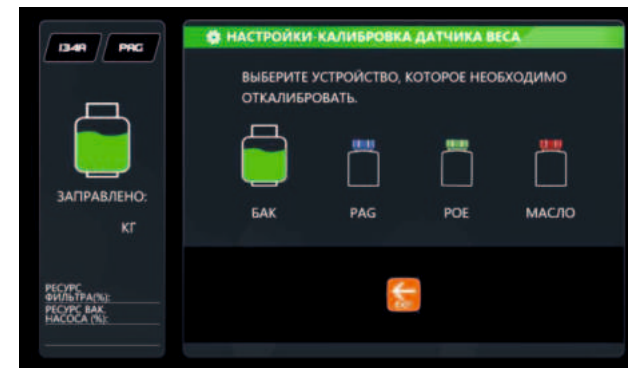 134A PAG
ЗАПРАВЛЕНО:
КГ
РЕСУРС
ФИЛЬТРА(%):
РЕСУРС ВАК.
НАСОСА (%):
НАСТРОЙКИ-КАЛИБРОВКА ДАТЧИКА ВЕСА
ВЫБЕРИТЕ УСТРОЙСТВО, КОТОРОЕ НЕОБХОДИМО
ОТКАЛИБРОВАТЬ.
БАК PAG POE МАСЛО
EXIT